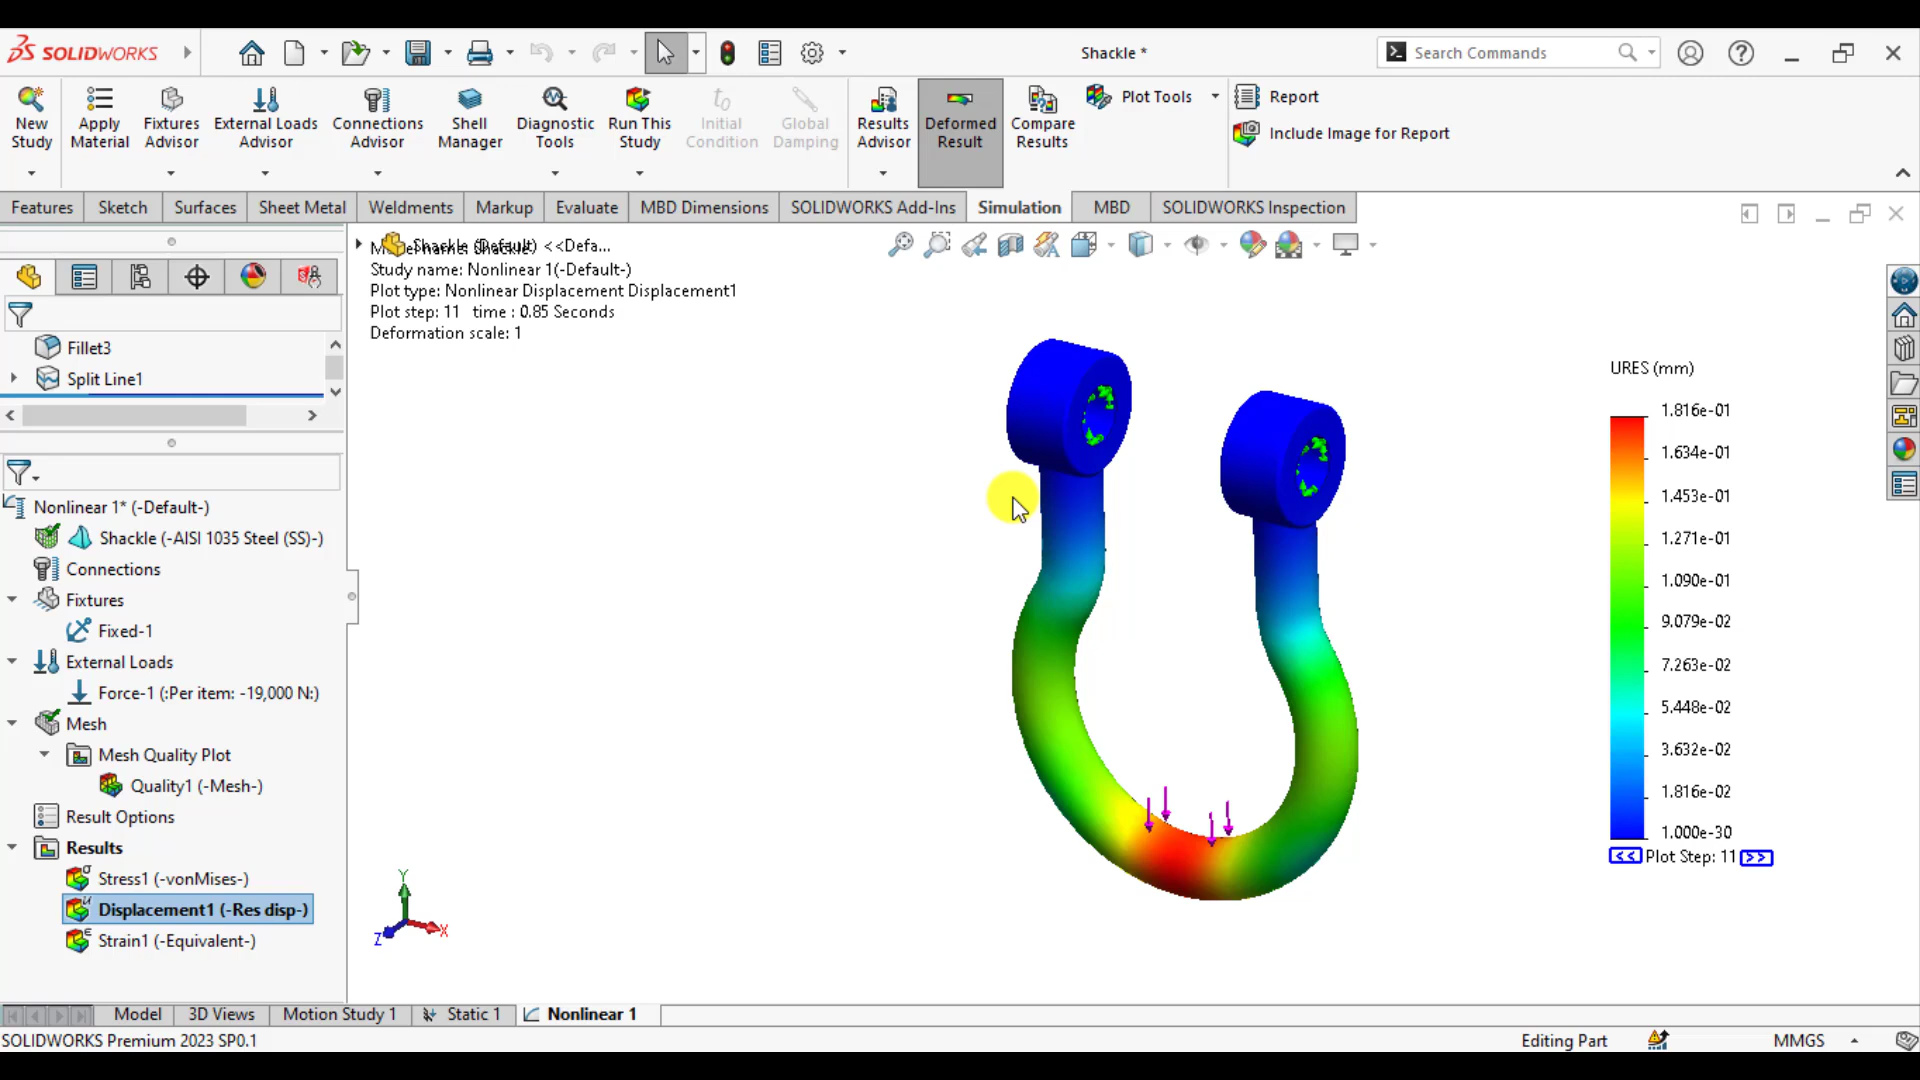 SOLIDWORKS
Shackle *
Search Commands
New Study
Apply Material
Fixtures Advisor
External Loads Advisor
Connections Advisor
Shell Manager
Diagnostic Tools
Run This Study
Initial Condition
Global Damping
Results Advisor
Deformed Result
Compare Results
Plot Tools
Report
Include Image for Report
Features
Sketch
Surfaces
Sheet Metal
Weldments
Markup
Evaluate
MBD Dimensions
SOLIDWORKS Add-Ins
Simulation
MBD
SOLIDWORKS Inspection
Shackle (Default) <<Defa...
Model name: Shackle
Study name: Nonlinear 1(-Default-)
Plot type: Nonlinear Displacement Displacement1
Plot step: 11 time : 0.85 Seconds
Deformation scale: 1
Fillet3
Split Line1
Nonlinear 1* (-Default-)
Shackle (-AISI 1035 Steel (SS)-)
Connections
Fixtures
Fixed-1
External Loads
Force-1 (:Per item: -19,000 N:)
Mesh
Mesh Quality Plot
Quality1 (-Mesh-)
Result Options
Results
Stress1 (-vonMises-)
Displacement1 (-Res disp-)
Strain1 (-Equivalent-)
URES (mm)
1.816e-01
1.634e-01
1.453e-01
1.271e-01
1.090e-01
9.079e-02
7.263e-02
5.448e-02
3.632e-02
1.816e-02
1.000e-30
<< Plot Step: 11 >>
Y
Z
X
Model
3D Views
Motion Study 1
Static 1
Nonlinear 1
SOLIDWORKS Premium 2023 SP0.1
Editing Part
MMGS